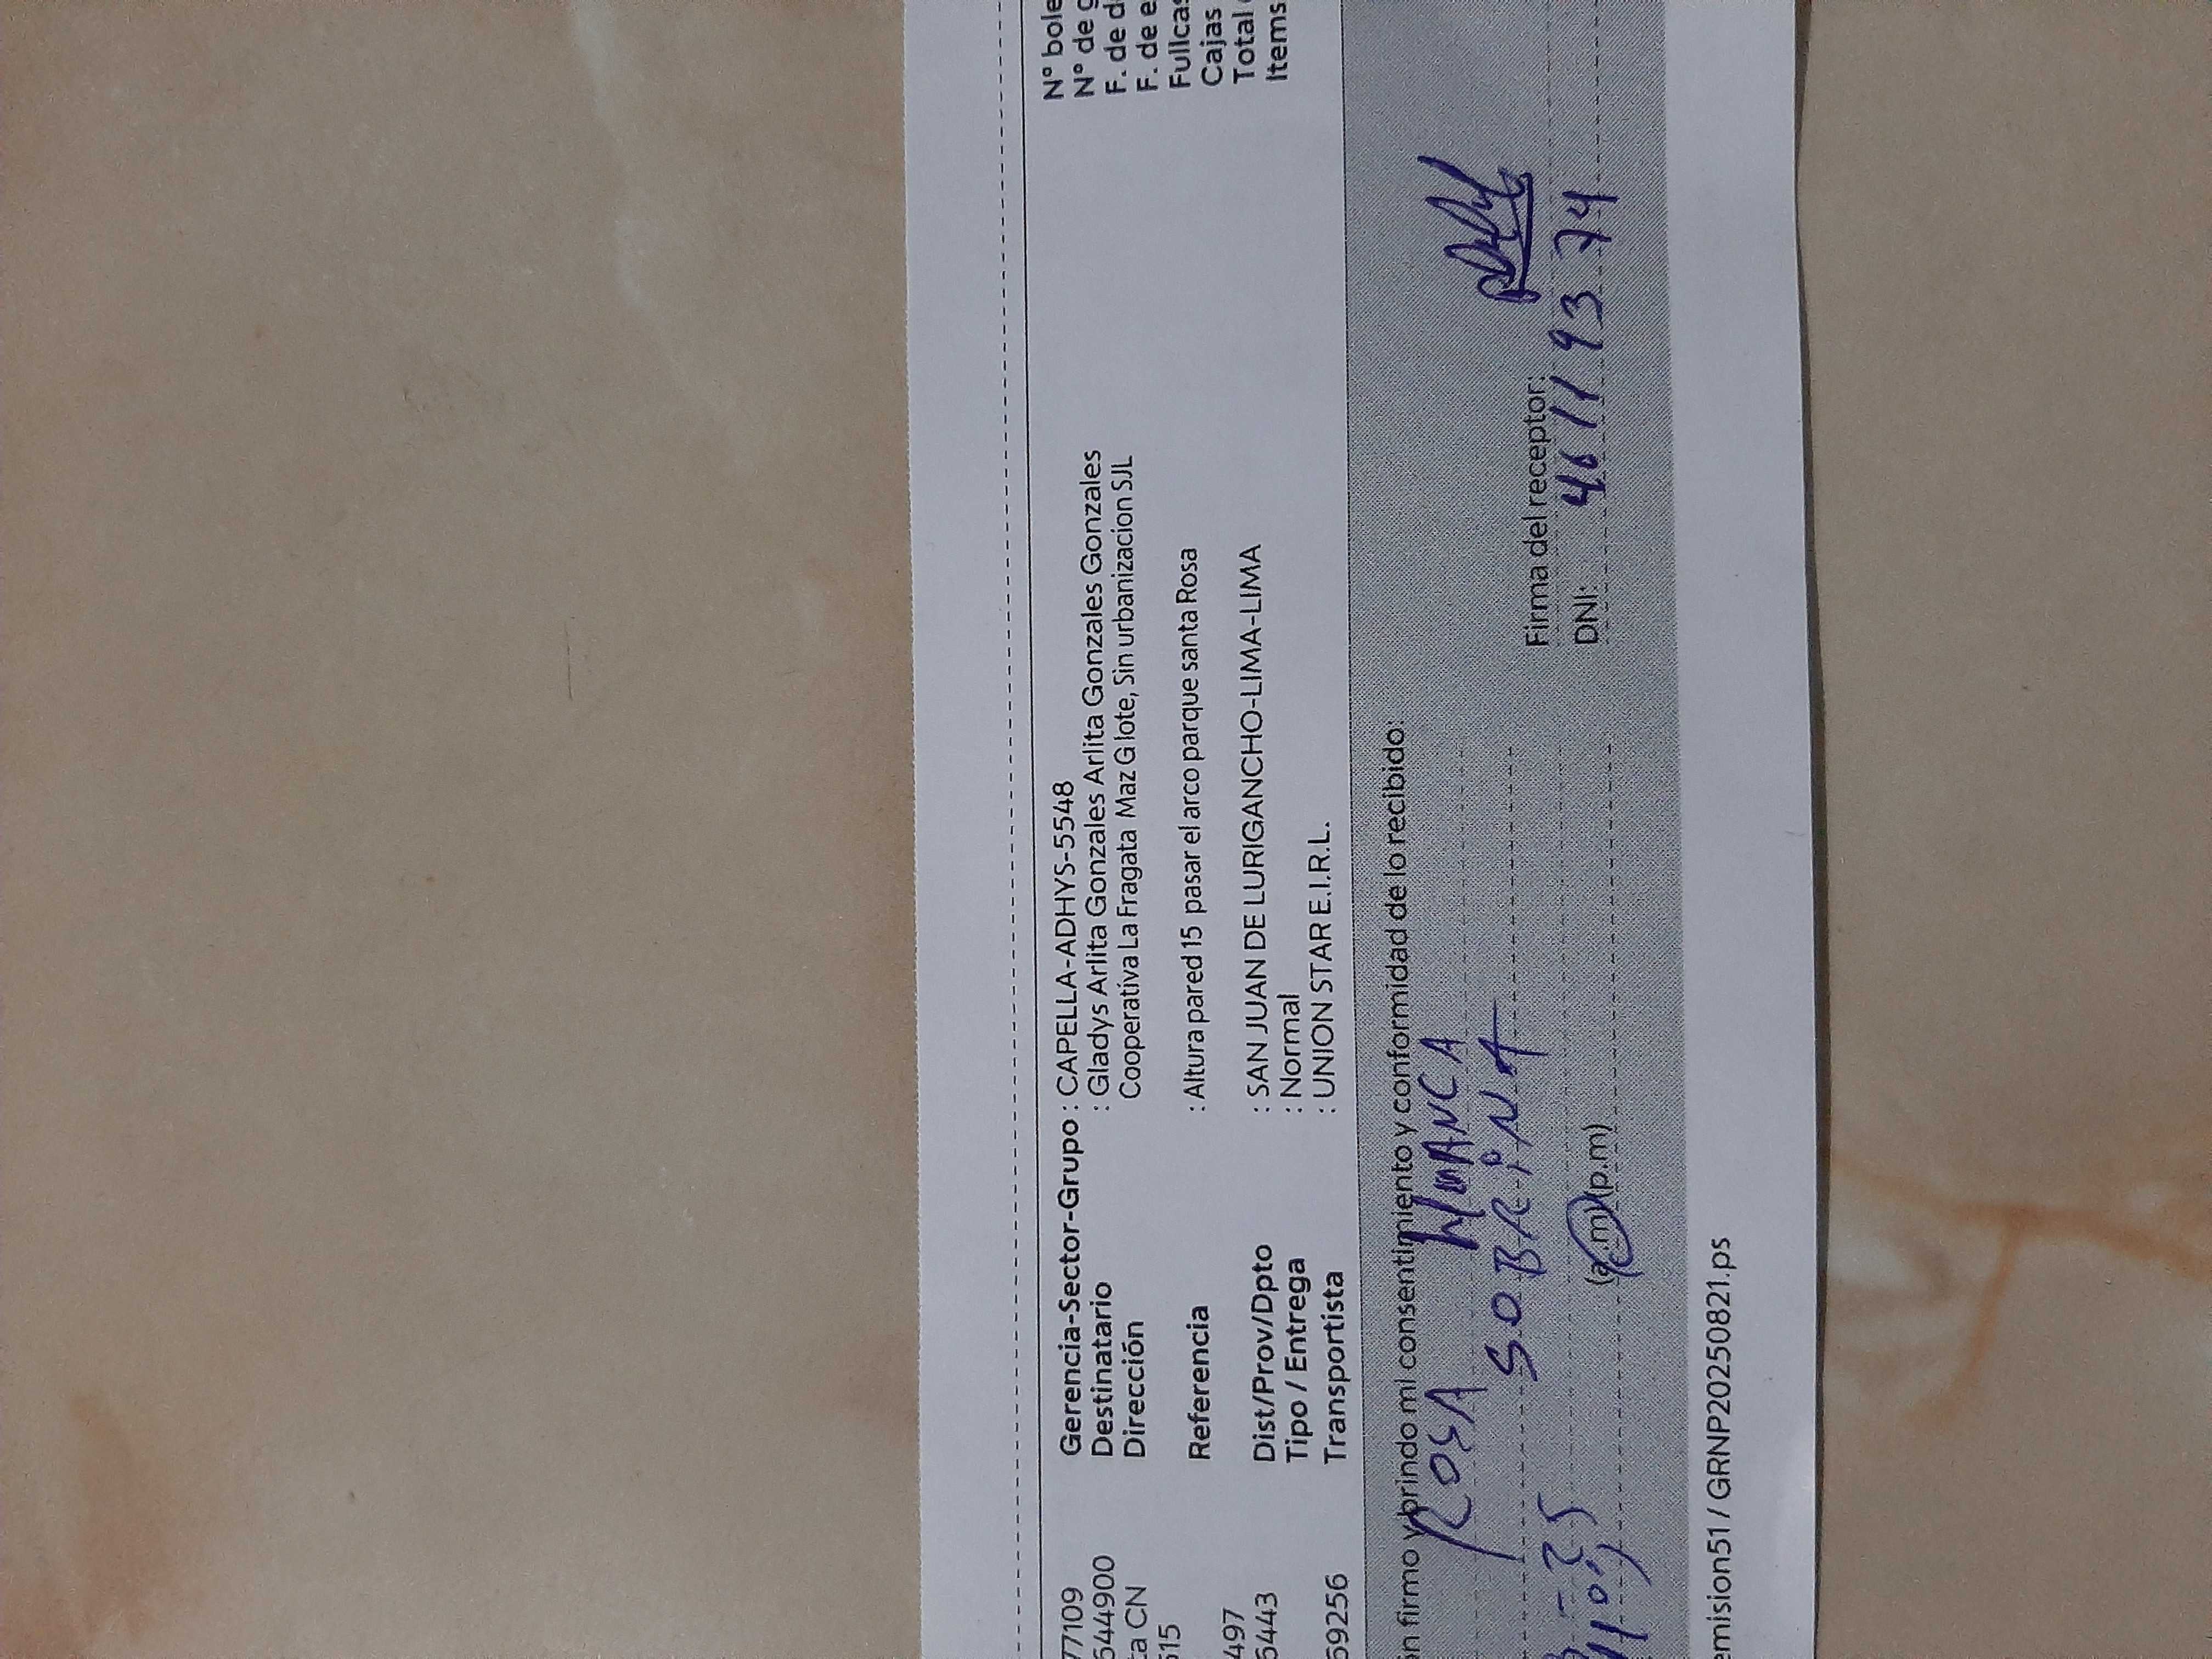 77109
544900
ta CN
515
497
5443
59256
Gerencia-Sector-Grupo : CAPELLA-ADHYS-5548
Destinatario : Gladys Arlita Gonzales Arlita Gonzales Gonzales
Dirección Cooperativa La Fragata Maz G lote, Sin urbanizacion SJL
Referencia : Altura pared 15 pasar el arco parque santa Rosa
Dist/Prov/Dpto : SAN JUAN DE LURIGANCHO-LIMA-LIMA
Tipo / Entrega : Normal
Transportista : UNION STAR E.I.R.L.
N° bole
N° de g
F. de d
F. de e
Fullcas
Cajas
Total
Items
n firmo y brindo mi consentimiento y conformidad de lo recibido:
ROSA HUANCA
SOBRINA
25
(a.m)(p.m)
Firma del receptor:
DNI: 46119374
emision51 / GRNP20250821.ps